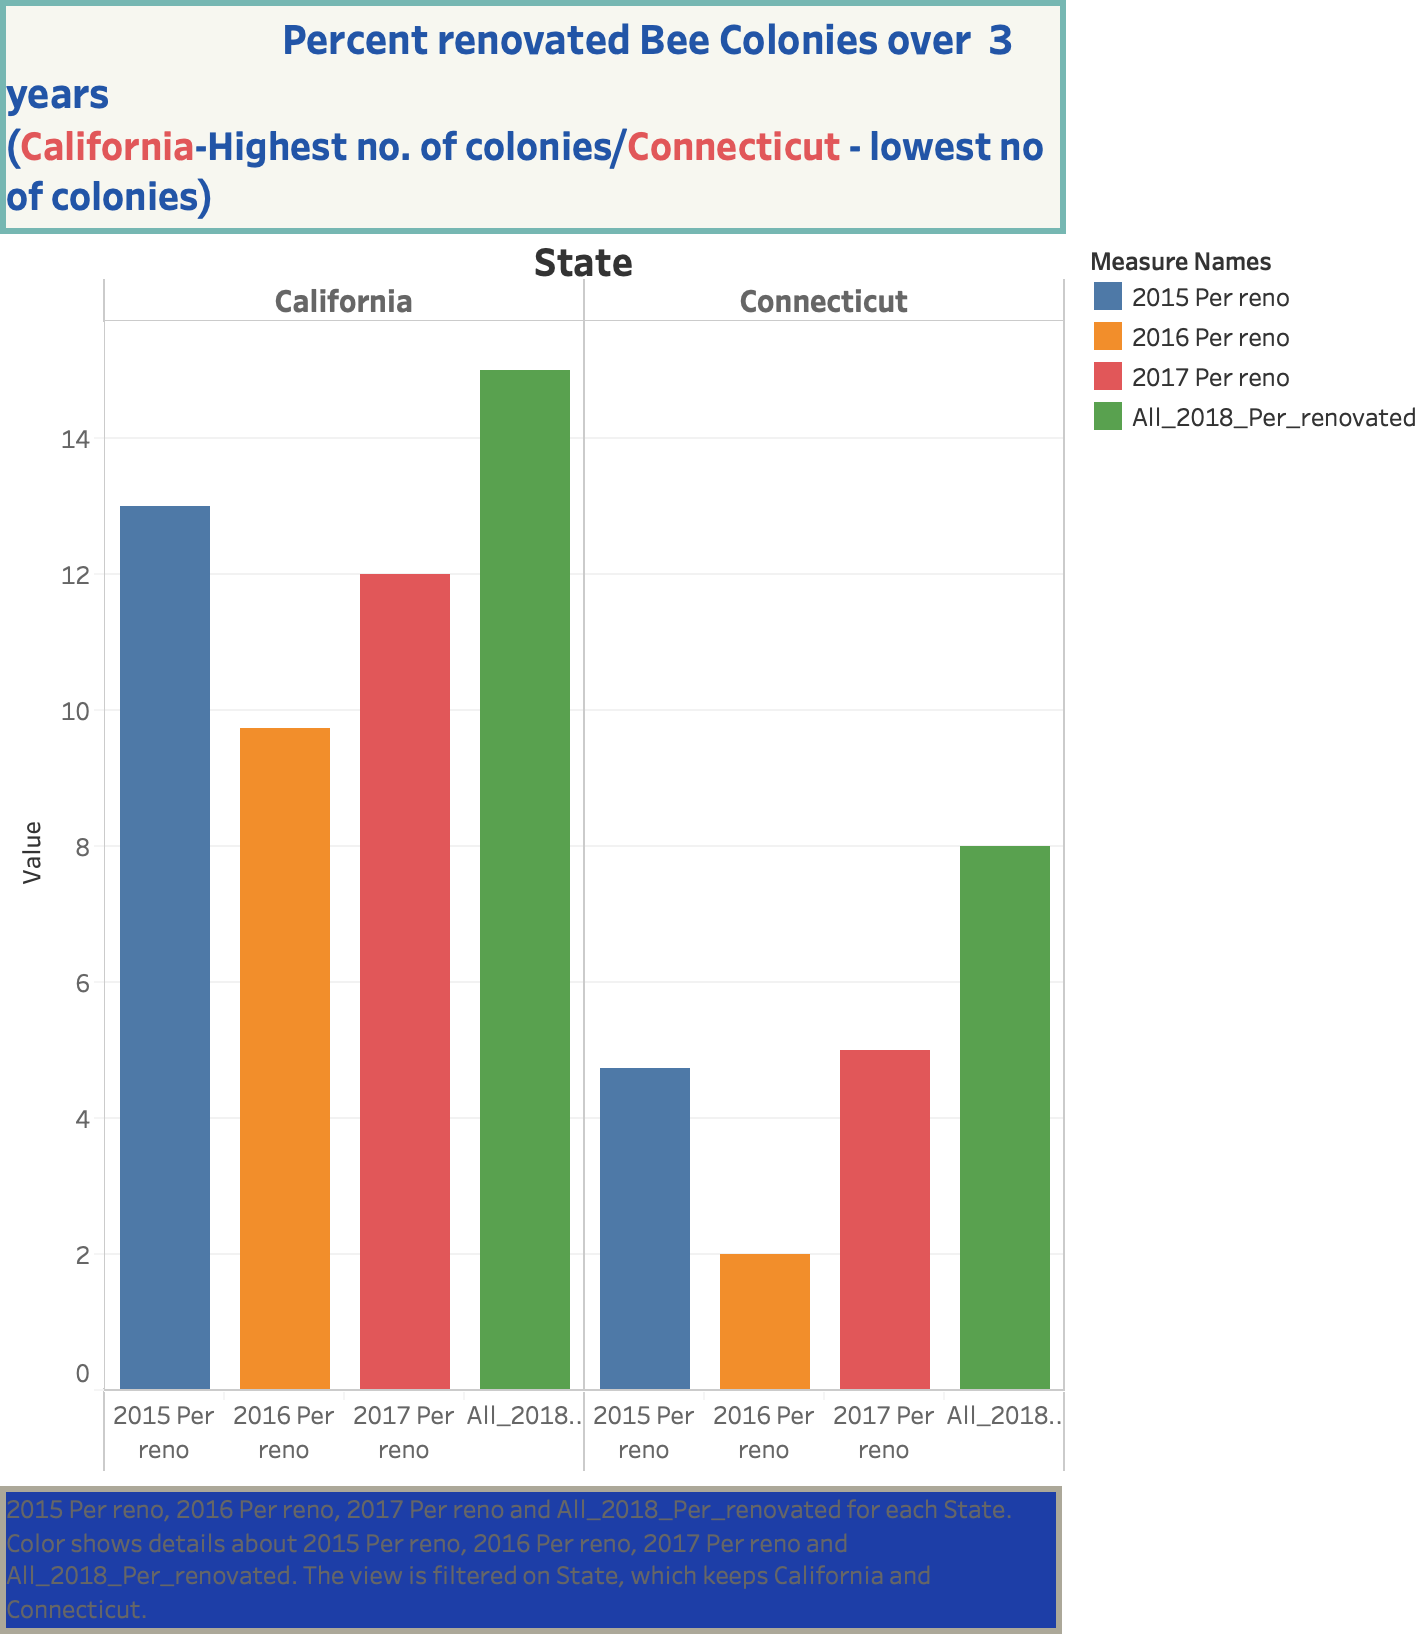 Percent renovated Bee Colonies over  3
years
(California-Highest no. of colonies/Connecticut - lowest no
of colonies)
State
California
Connecticut
Measure Names
2015 Per reno
2016 Per reno
2017 Per reno
All_2018_Per_renovated
Value
14
12
10
8
6
4
2
0
2015 Per
reno
2016 Per
reno
2017 Per
reno
All_2018..
2015 Per
reno
2016 Per
reno
2017 Per
reno
All_2018..
2015 Per reno, 2016 Per reno, 2017 Per reno and All_2018_Per_renovated for each State.
Color shows details about 2015 Per reno, 2016 Per reno, 2017 Per reno and
All_2018_Per_renovated. The view is filtered on State, which keeps California and
Connecticut.